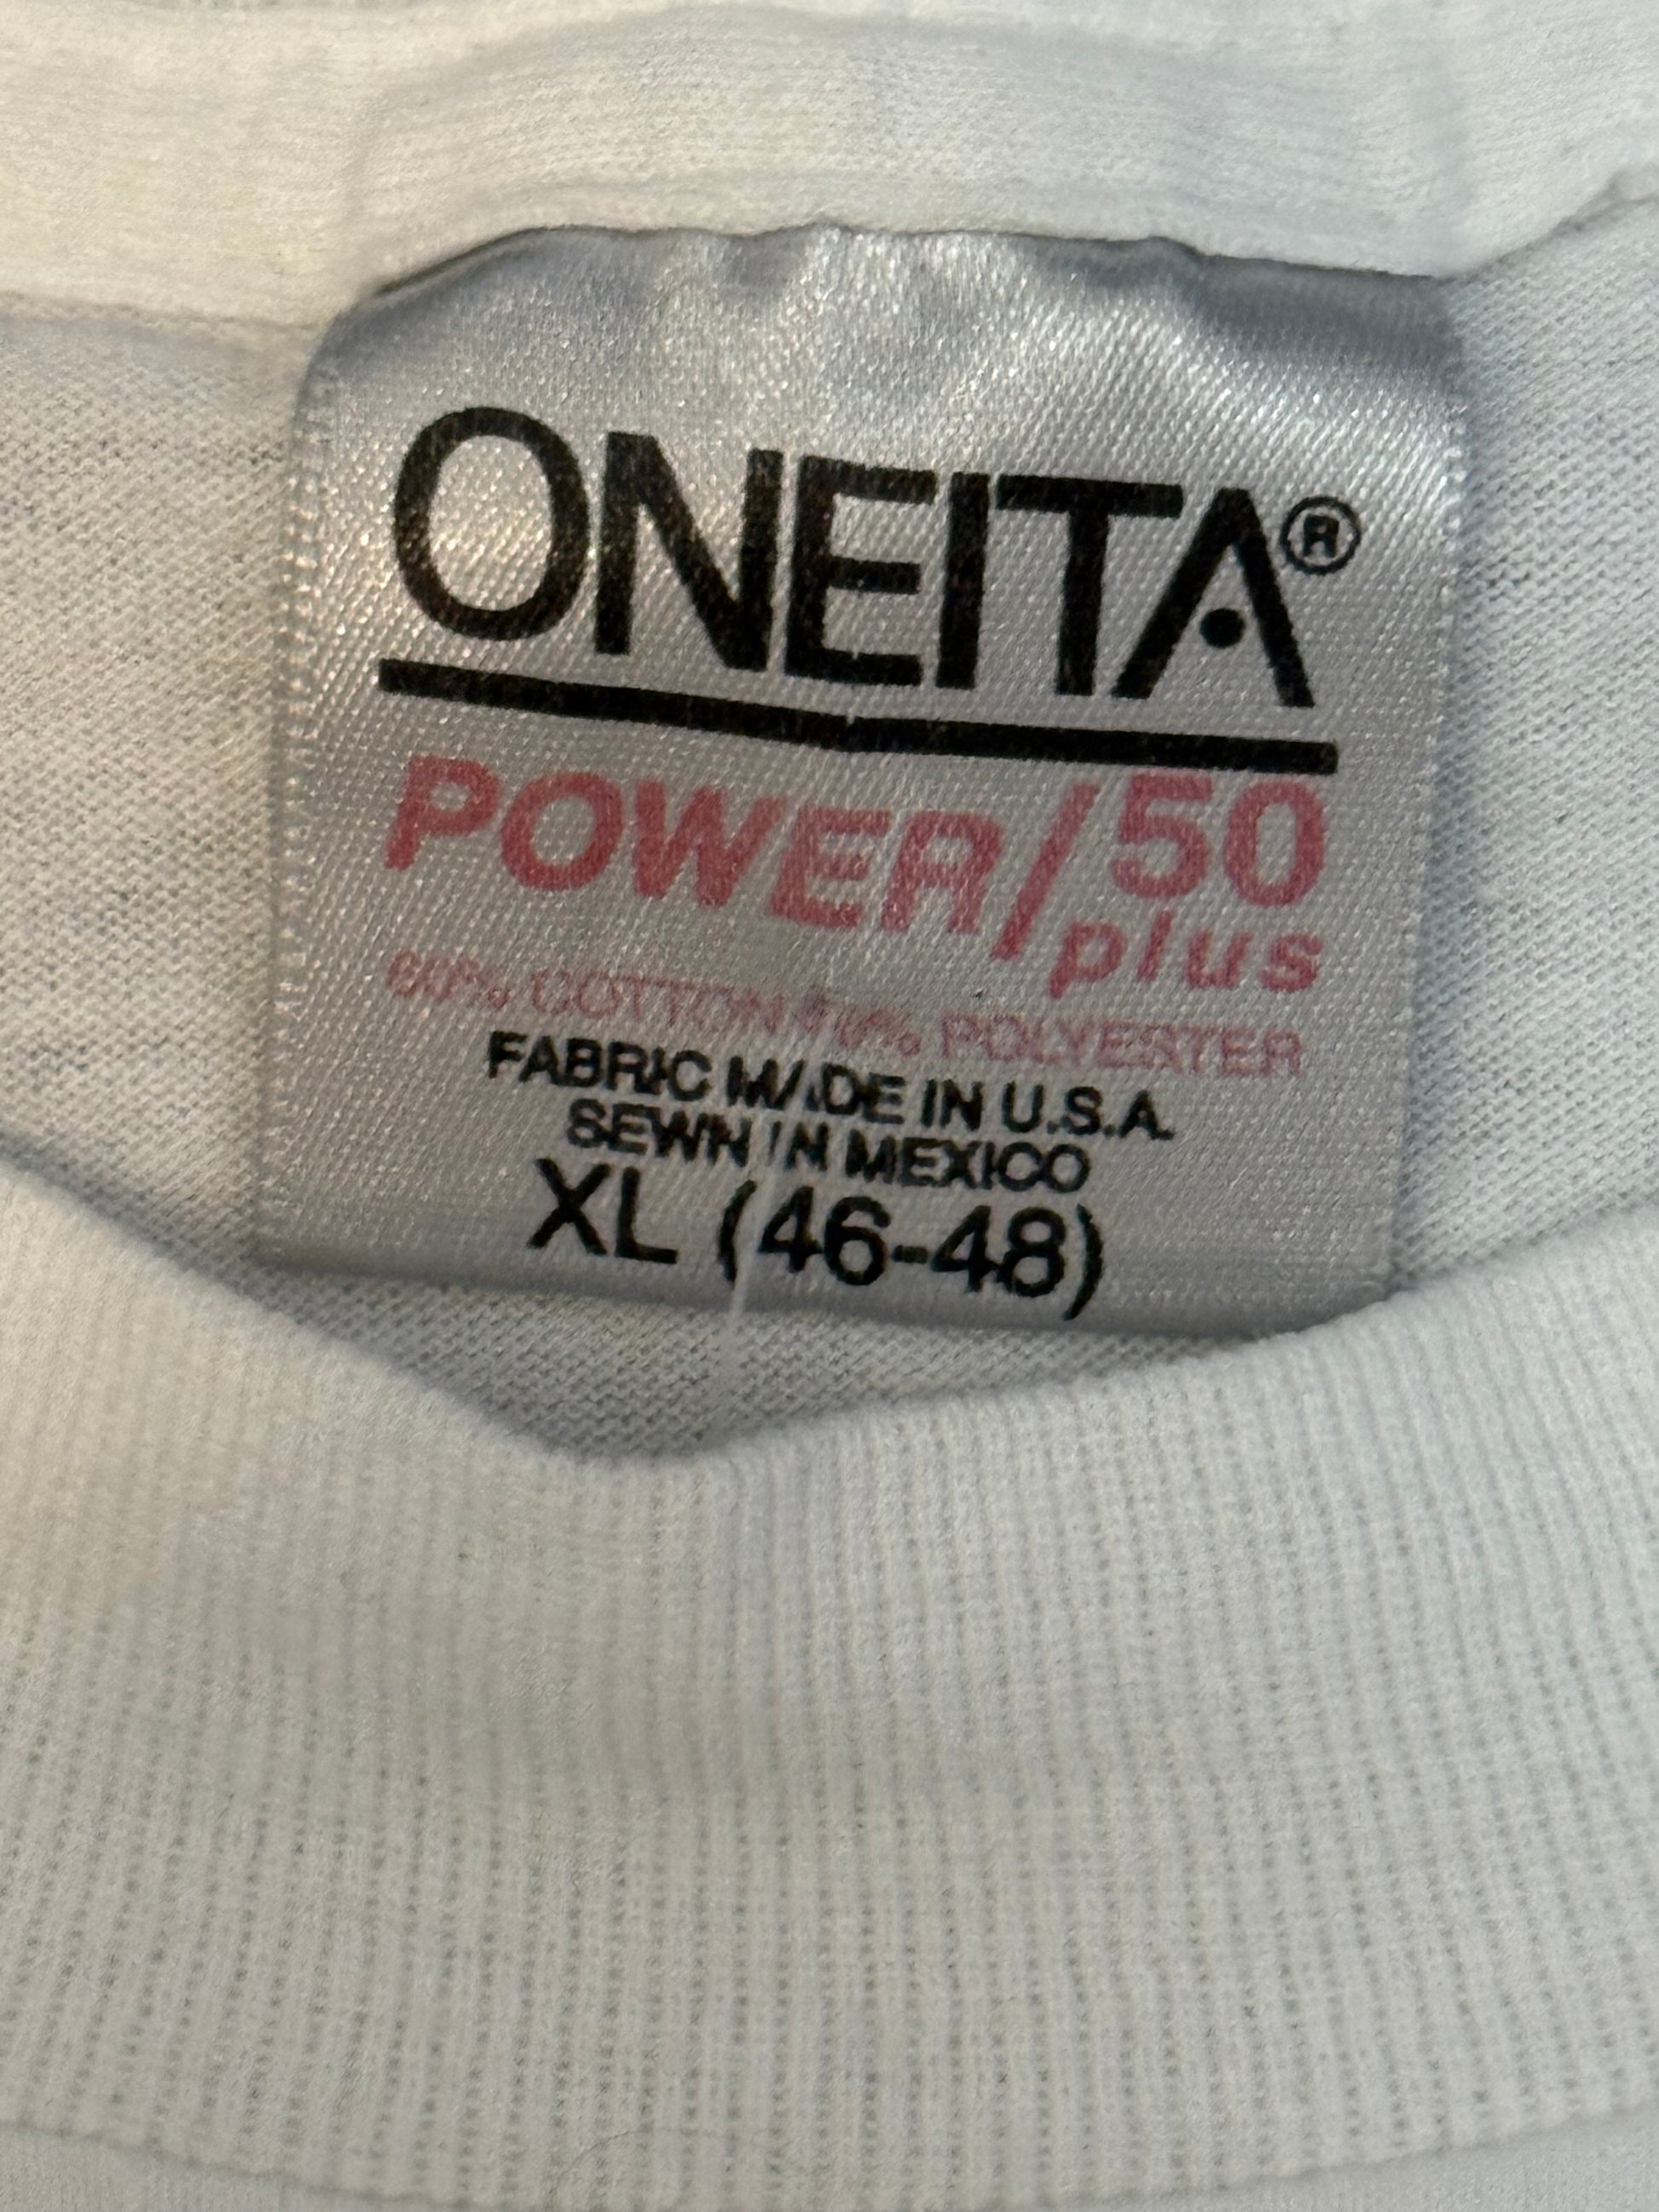 ONEITA®
POWER/50
plus
COTTON POLYESTER
FABRIC MADE IN U.S.A.
SEWN IN MEXICO
XL (46-48)